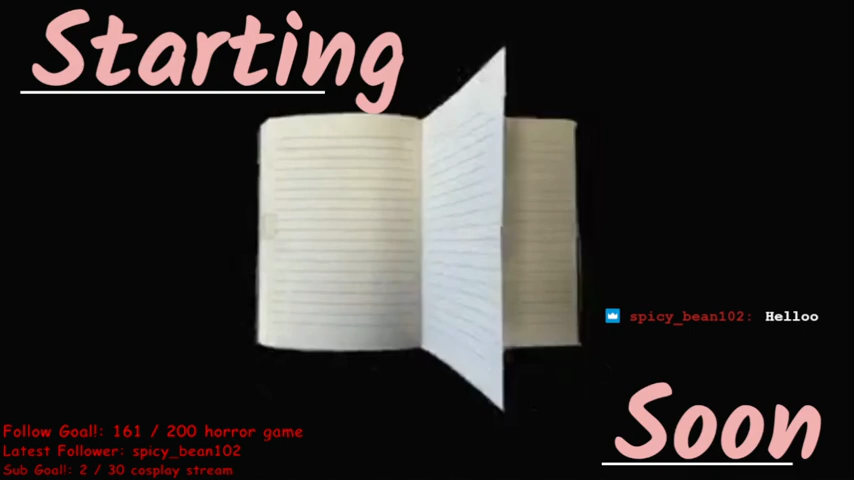 Starting
spicy_bean102: Helloo
Soon
Follow Goal!: 161 / 200 horror game
Latest Follower: spicy_bean102
Sub Goal!: 2 / 30 cosplay stream